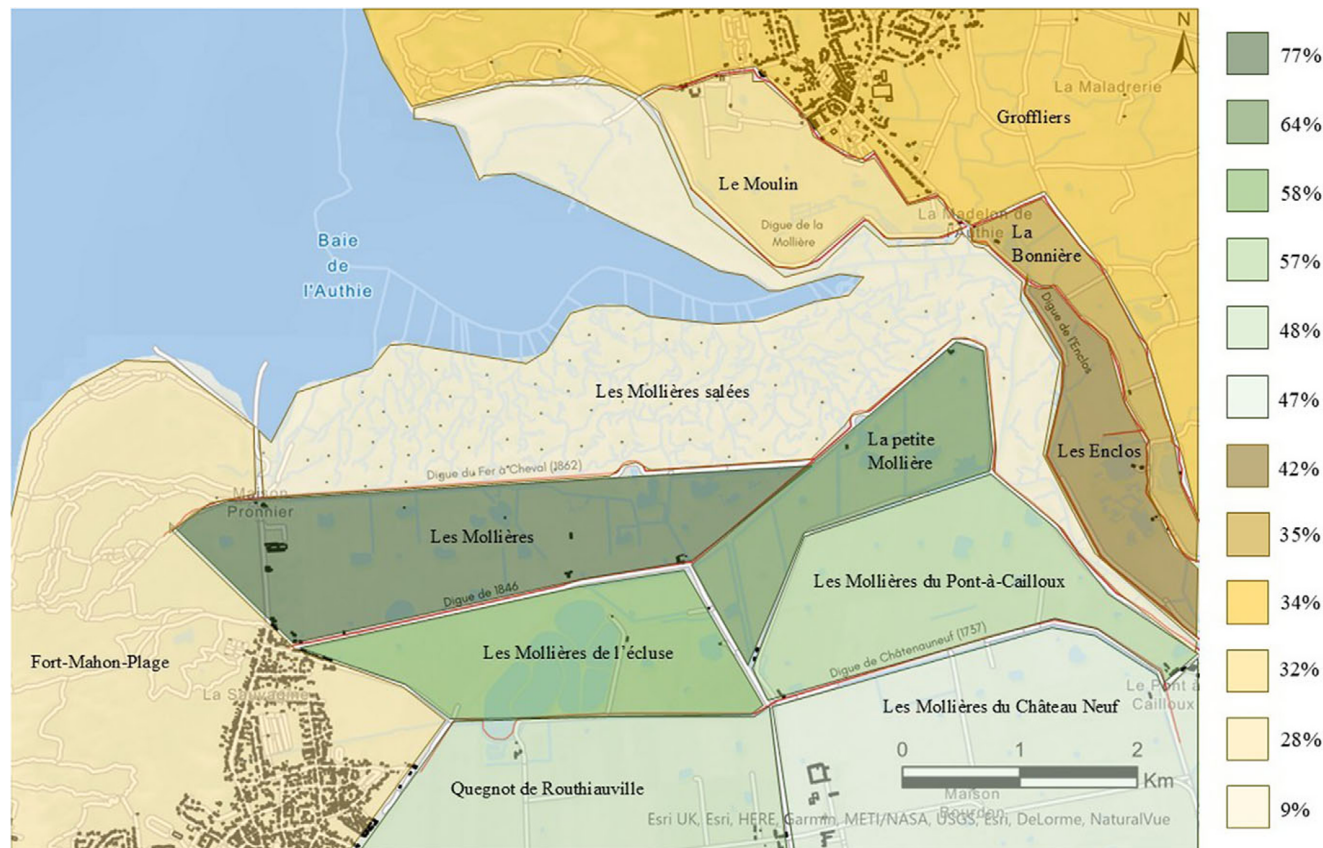 N
77%
La Maladrerie
Groffliers
64%
58%
Le Moulin
La Madelon de
l'Authie
La
Bonnière
Digue de la
Mollière
57%
Baie
de
l'Authie
48%
Digue de l'Enclos
Les Mollières salées
47%
La petite
Mollière
Les Enclos
42%
Digue du Fer à Cheval (1862)
Maison
Pronnier
Les Mollières
35%
Les Mollières du Pont-à-Cailloux
Digue de 1846
34%
Fort-Mahon-Plage
Les Mollières de l'écluse
Digue de Châteauneuf (1737)
32%
La
Le Pont à
Cailloux
Les Mollières du Château Neuf
28%
0 1 2
Km
Quegnot de Routhiauville
Maison
Bourdon
9%
Esri UK, Esri, HERE, Garmin, METI/NASA, USGS, Esri, DeLorme, NaturalVue